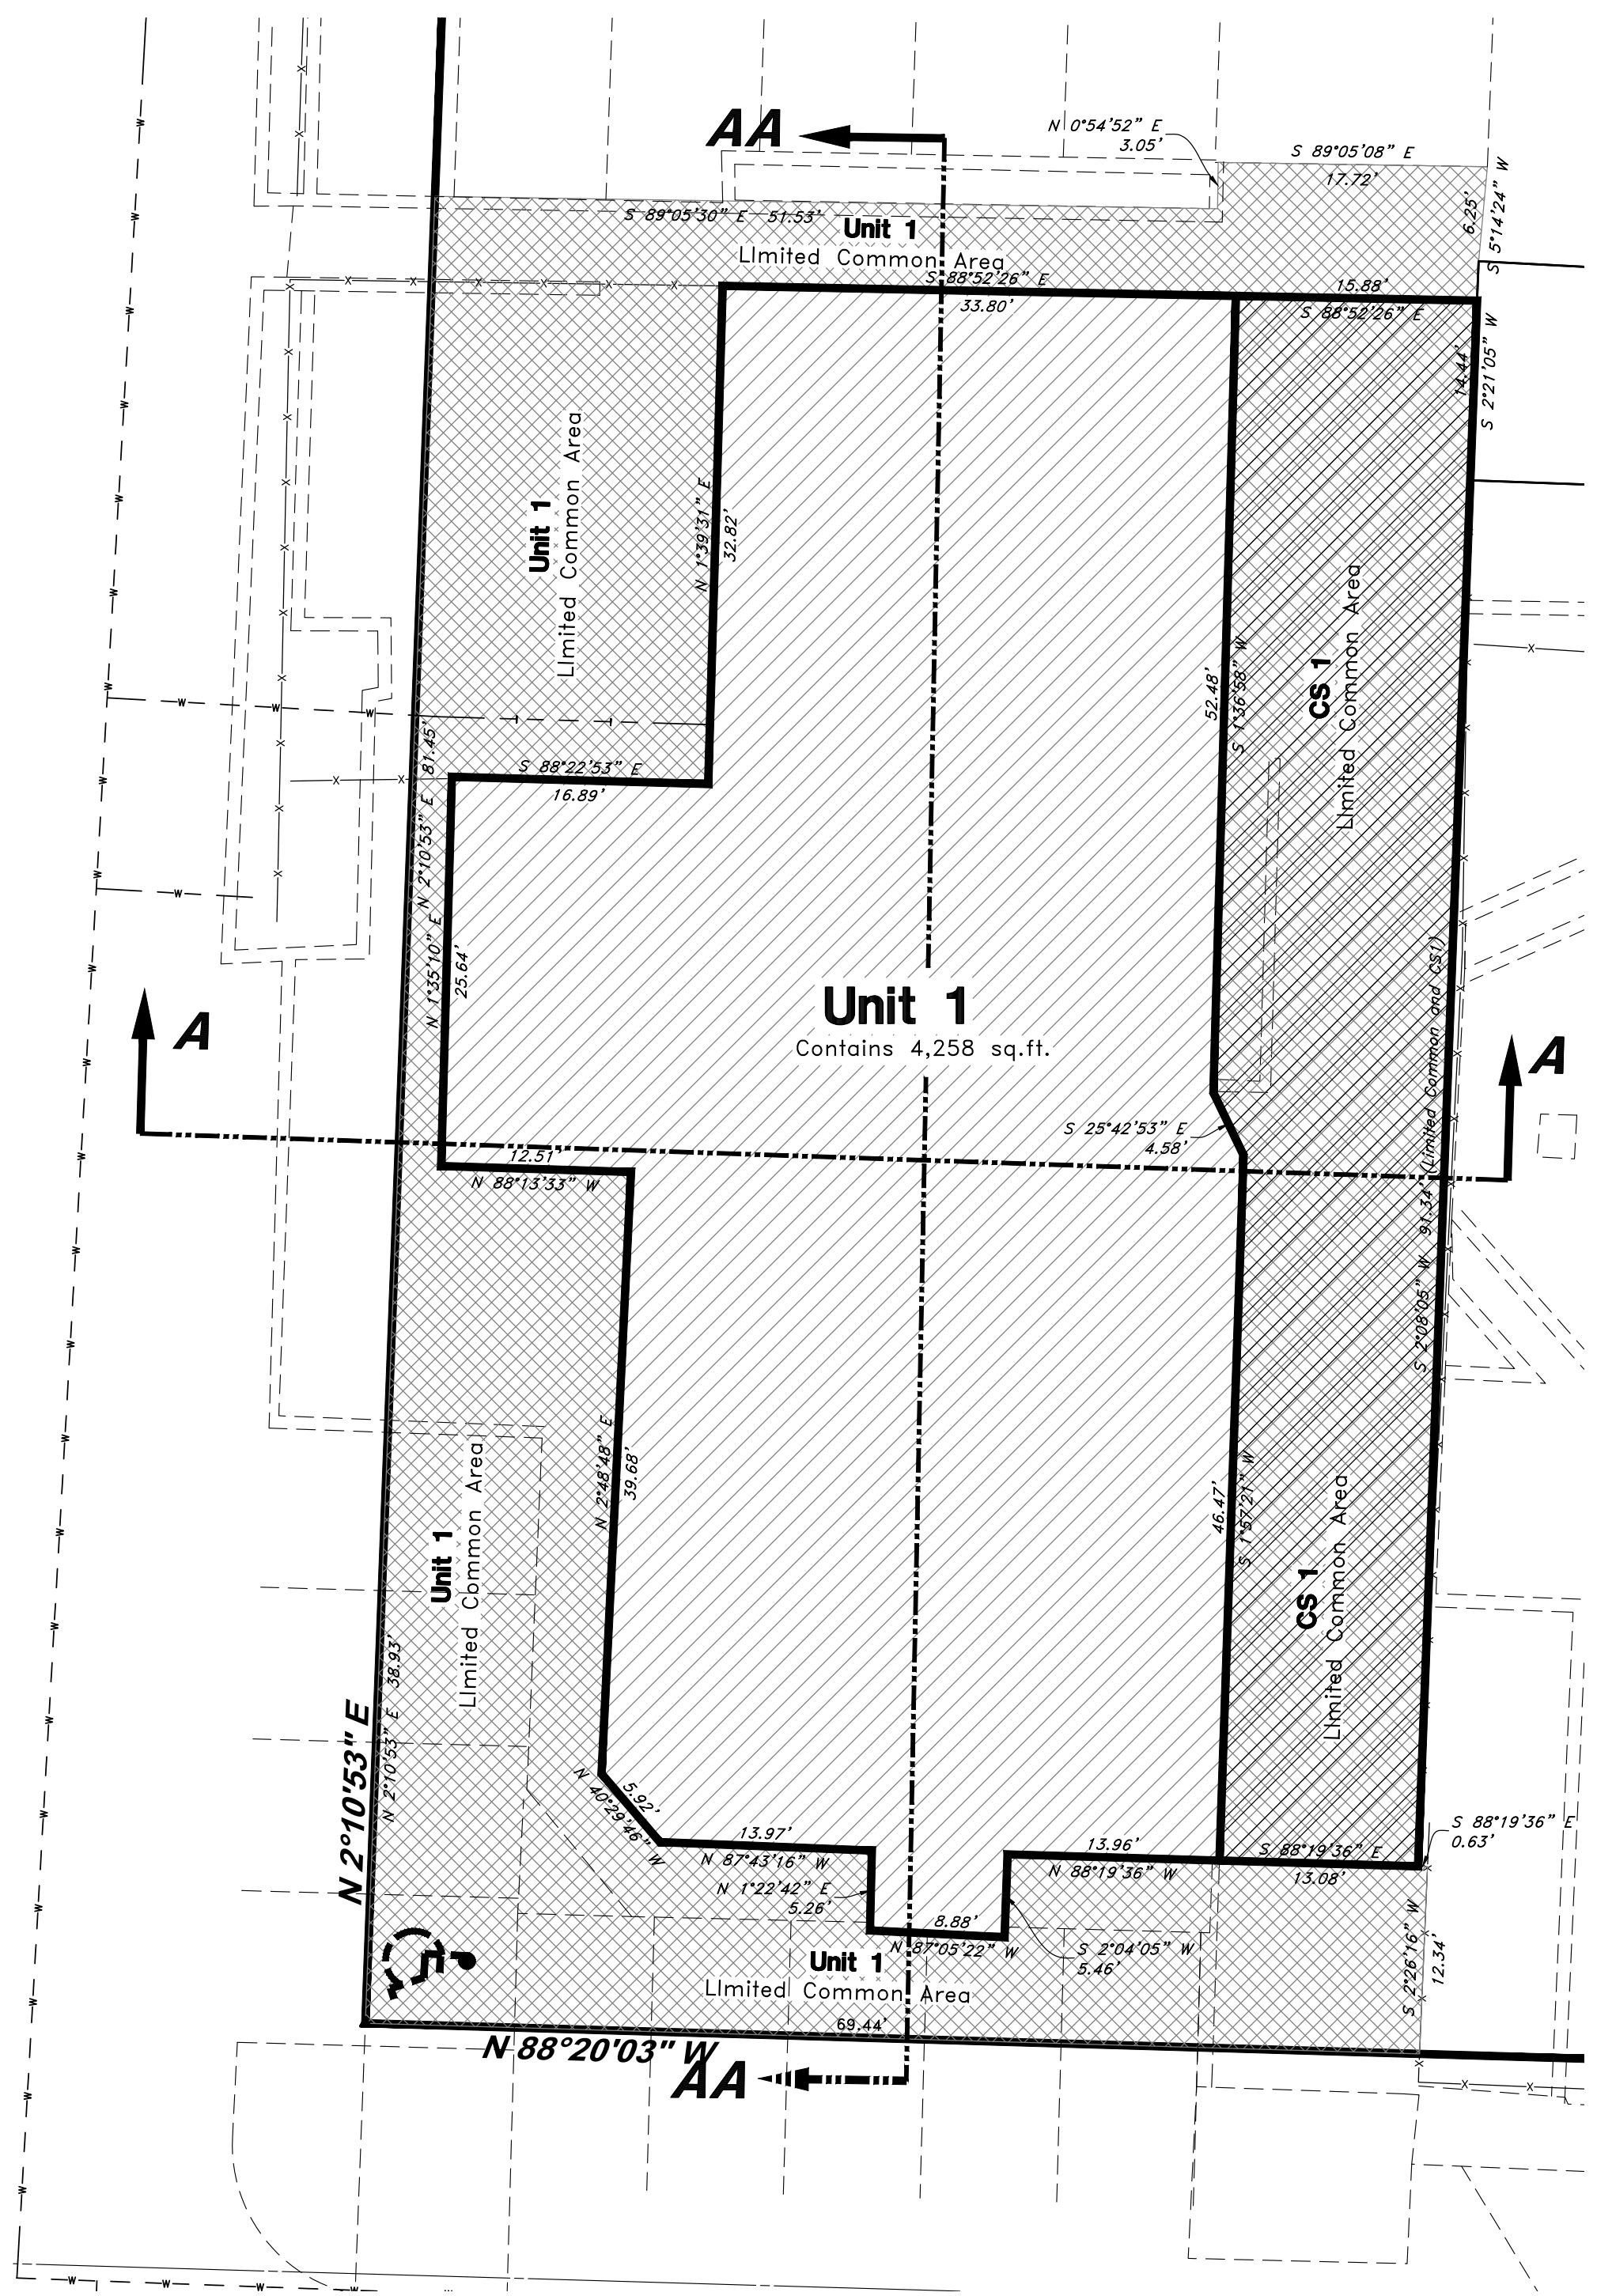 AA
N 0°54'52" E
3.05'
S 89°05'08" E
17.72'
6.25'
S 5°14'24" W
S 89°05'30" E 51.53'
Unit 1
LImited Common Area
S 88°52'26" E
33.80'
15.88'
S 88°52'26" E
14.44'
S 2°21'05" W
Unit 1
LImited Common Area
N 1°39'31" E
32.82'
CS 1
LImited Common Area
52.48'
S 1°36'58" W
N 2°10'53" E 81.45'
S 88°22'53" E
16.89'
N 1°35'10" E
25.64'
Unit 1
Contains 4,258 sq.ft.
A
A
S 25°42'53" E
4.58'
S 2°08'05" W 91.34' (Limited Common and CS1)
12.51'
N 88°13'33" W
N 2°48'48" E
39.68'
Unit 1
LImited Common Area
46.47'
S 1°57'21" W
CS 1
LImited Common Area
N 2°10'53" E
N 2°10'53" E 38.93'
5.92'
N 40°29'46" W
13.97'
N 87°43'16" W
N 1°22'42" E
5.26'
13.96'
N 88°19'36" W
S 88°19'36" E
13.08'
S 88°19'36" E
0.63'
8.88'
N 87°05'22" W
S 2°04'05" W
5.46'
S 2°26'16" W
12.34'
Unit 1
LImited Common Area
69.44'
N 88°20'03" W
AA